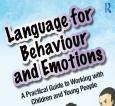 R
Language for
Behaviour
and Emotions
A Practical Guide to Working with
Children and Young People